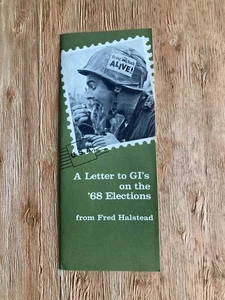 ALIVE!
A Letter to GI's
on the
'68 Elections
from Fred Halstead